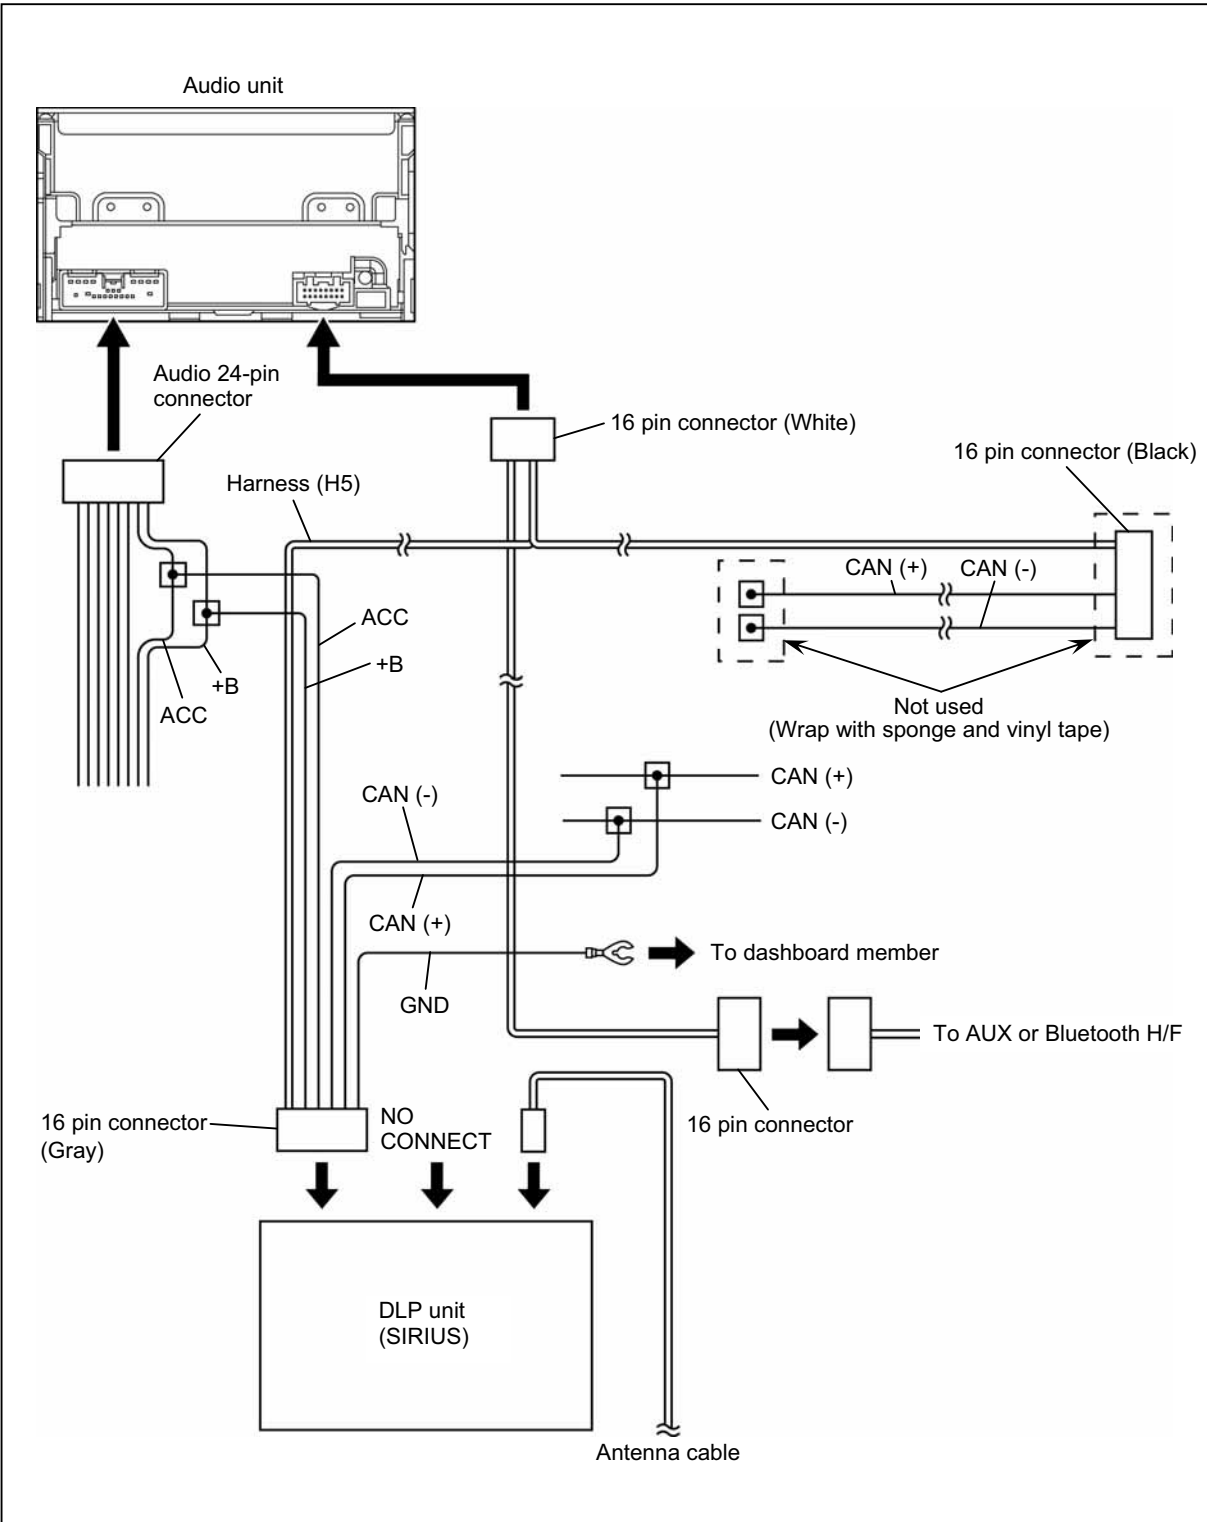 Audio unit
Audio 24-pin
connector
16 pin connector (White)
16 pin connector (Black)
Harness (H5)
CAN (+)
CAN (-)
ACC
+B
+B
ACC
Not used
(Wrap with sponge and vinyl tape)
CAN (+)
CAN (-)
CAN (-)
CAN (+)
To dashboard member
GND
To AUX or Bluetooth H/F
16 pin connector
(Gray)
NO
CONNECT
16 pin connector
DLP unit
(SIRIUS)
Antenna cable